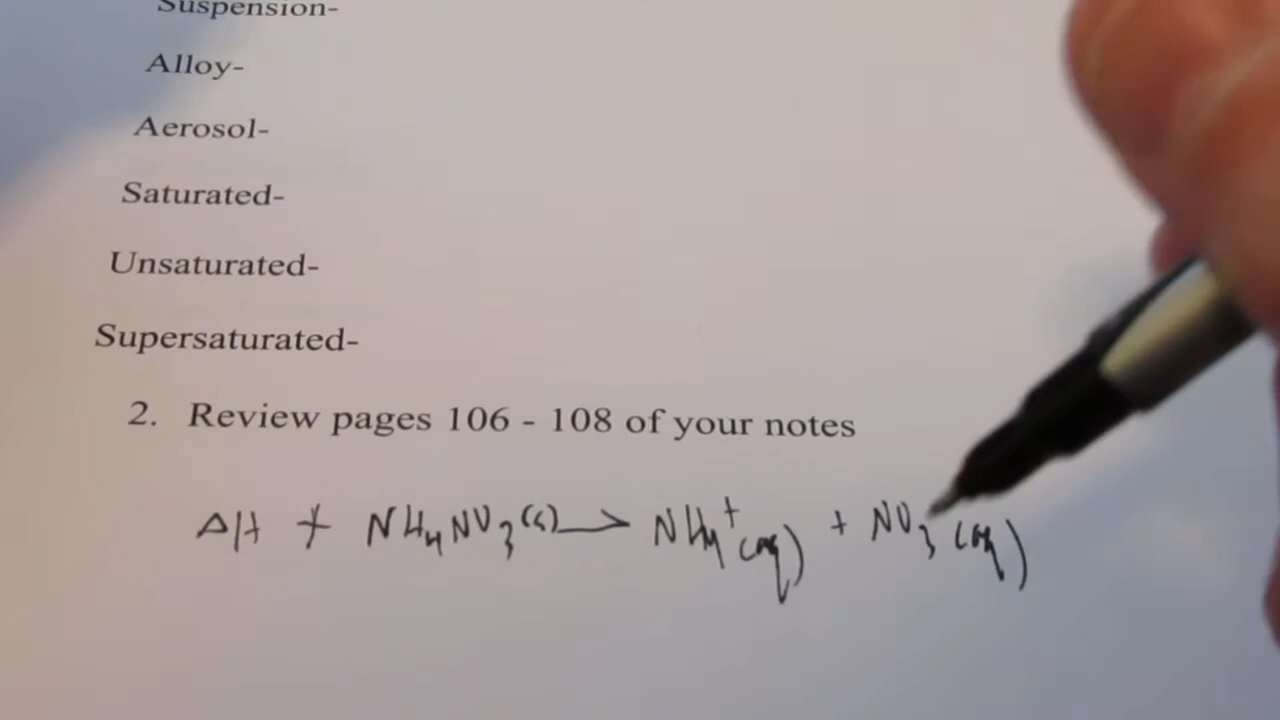 Suspension-
Alloy-
Aerosol-
Saturated-
Unsaturated-
Supersaturated-
2. Review pages 106 - 108 of your notes
ΔH + NH₄NO₃(s) → NH₄⁺(aq) + NO₃(aq)